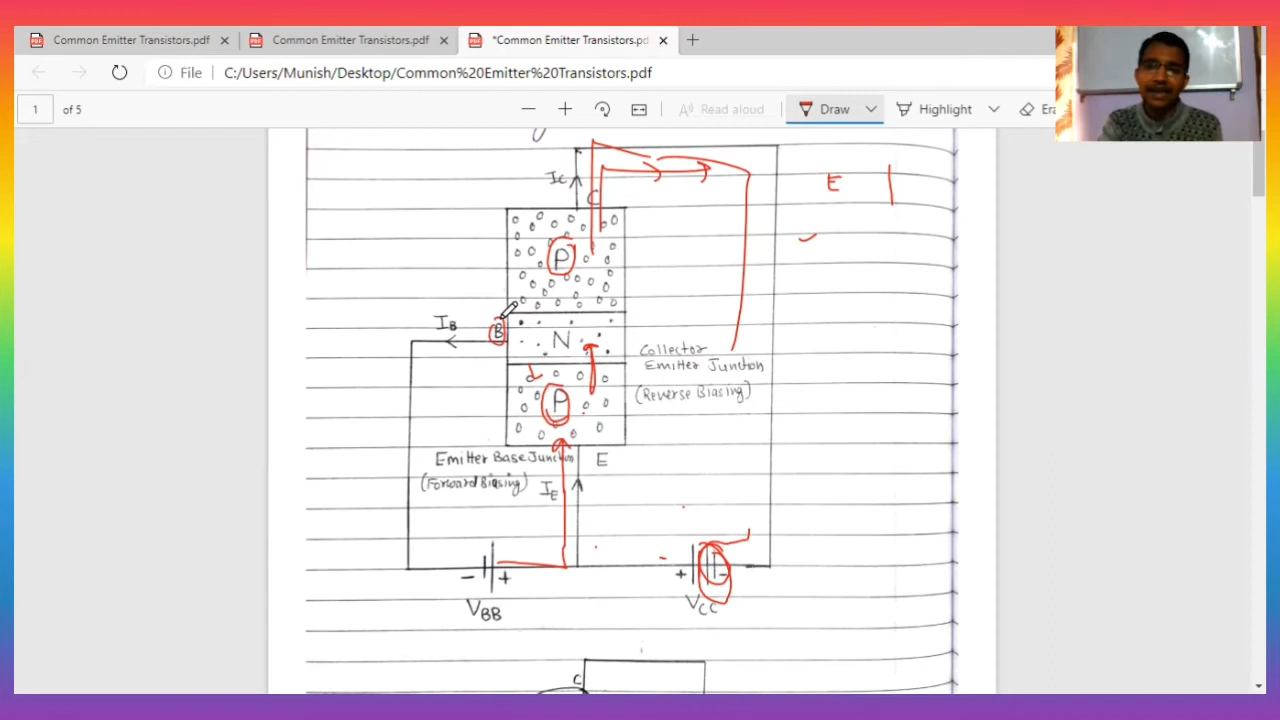 Common Emitter Transistors.pdf
Common Emitter Transistors.pdf
*Common Emitter Transistors.pd
File C:/Users/Munish/Desktop/Common%20Emitter%20Transistors.pdf
1 of 5
Read aloud
Draw
Highlight
Era
IC
C
E
P
IB
B
N
Collector
Emitter Junction
(Reverse Biasing)
P
Emitter Base Junction
E
(Forward Biasing)
IE
- +
+ -
VBB
VCC
C